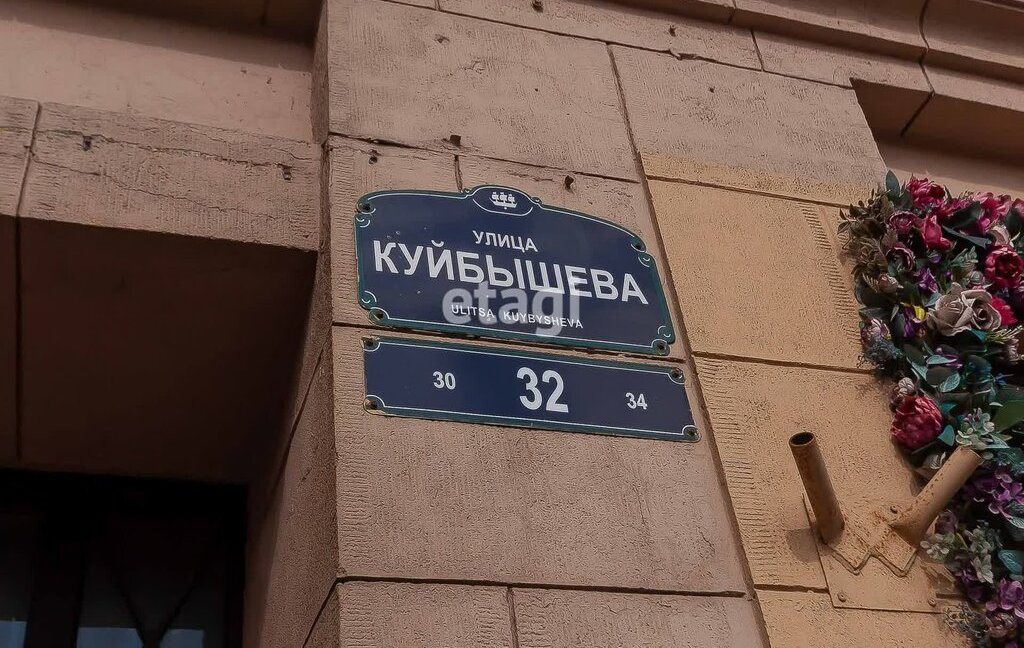 УЛИЦА
КУЙБЫШЕВА
etagi
ULITSA KUYBYSHEVA
30 32 34